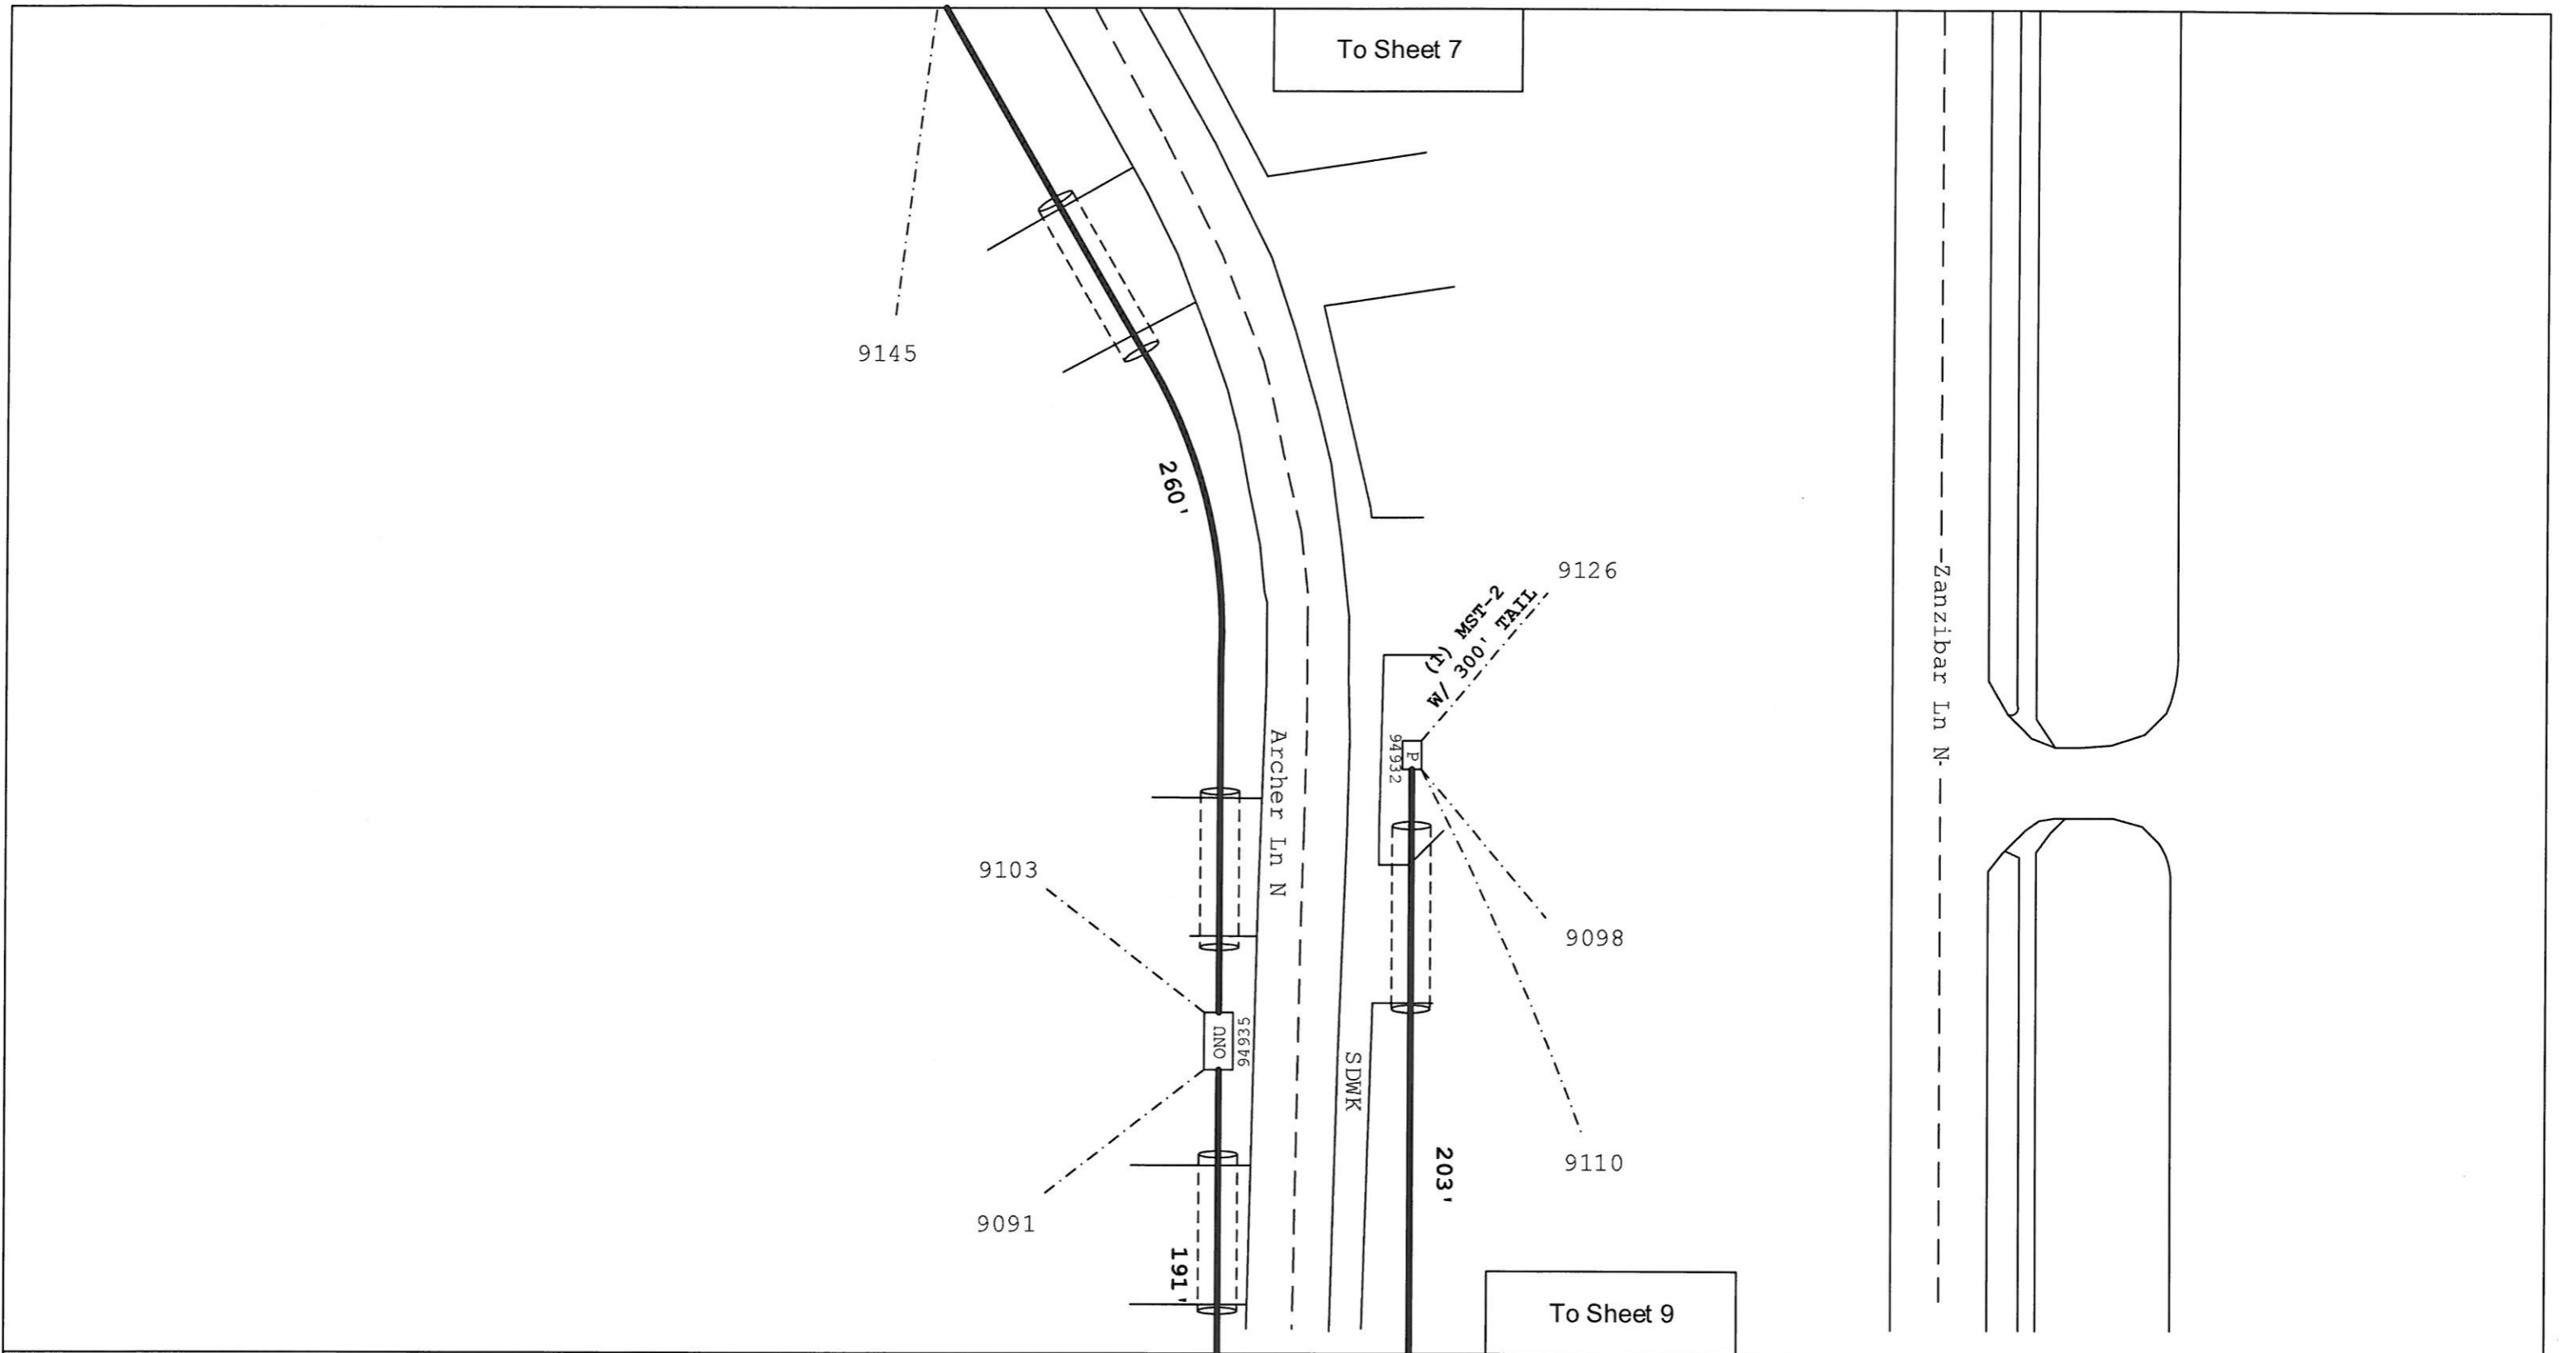 To Sheet 7
9145
260'
9126
(1) MST-2
W/ 300' TAIL
Zanzibar Ln N
Archer Ln N
P
94932
9103
9098
ONU
94935
SDWK
9110
203'
9091
191'
To Sheet 9